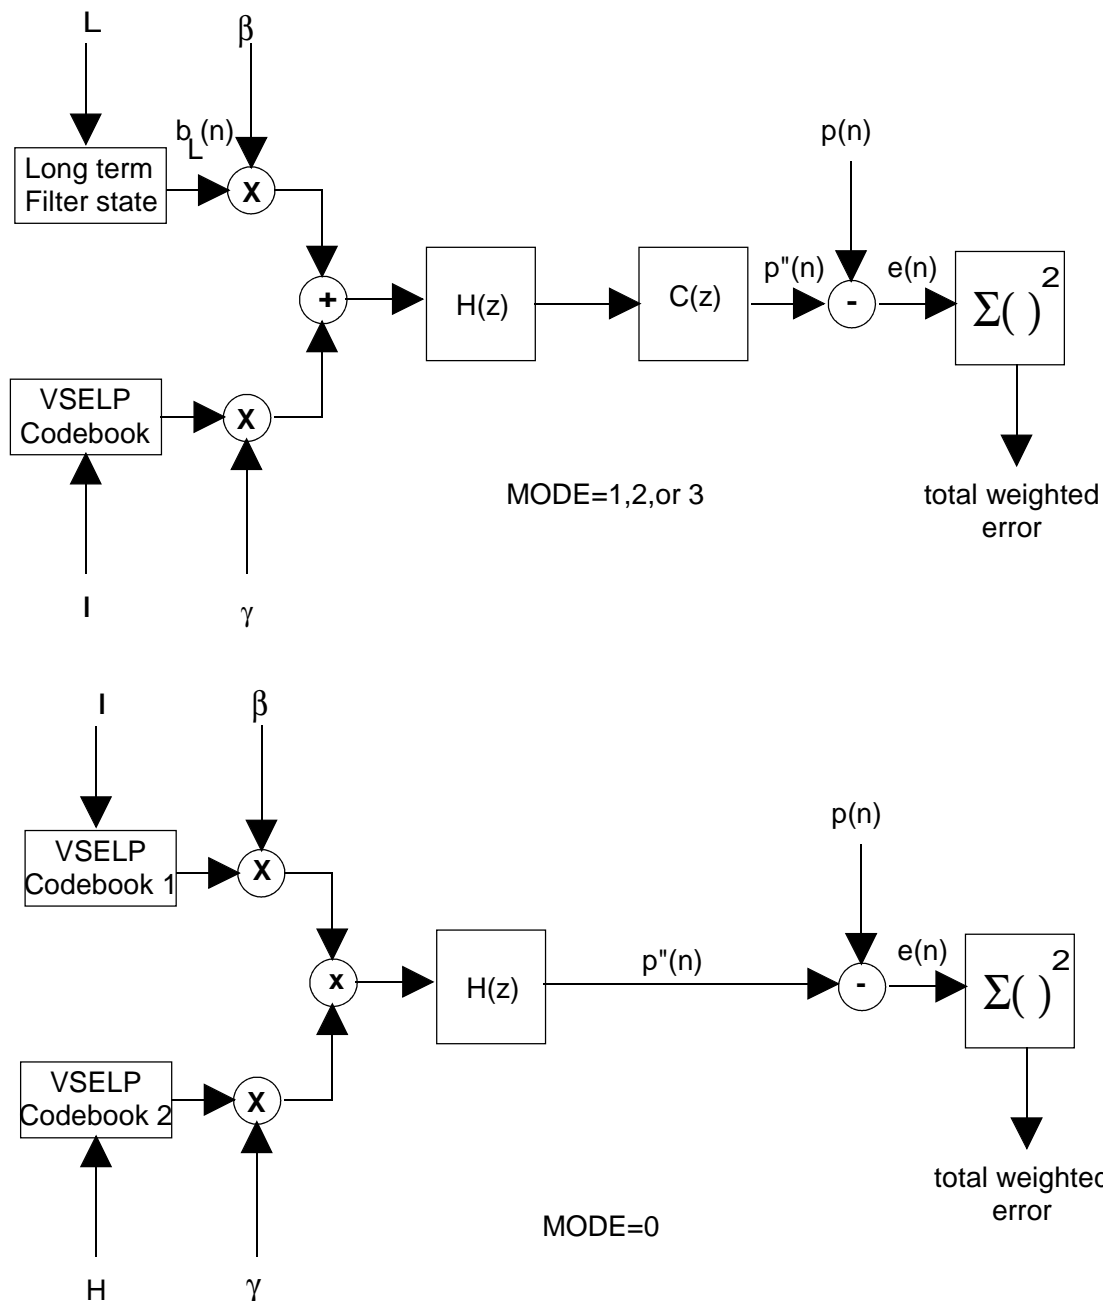 L
β
b (n)
L
p(n)
Long term
Filter state
X
p"(n)
e(n)
2
Σ( )
+
H(z)
C(z)
-
VSELP
Codebook
X
MODE=1,2,or 3
total weighted
error
I
γ
I
β
p(n)
VSELP
Codebook 1
X
p"(n)
e(n)
2
Σ( )
x
H(z)
-
VSELP
Codebook 2
X
total weighted
error
MODE=0
H
γ